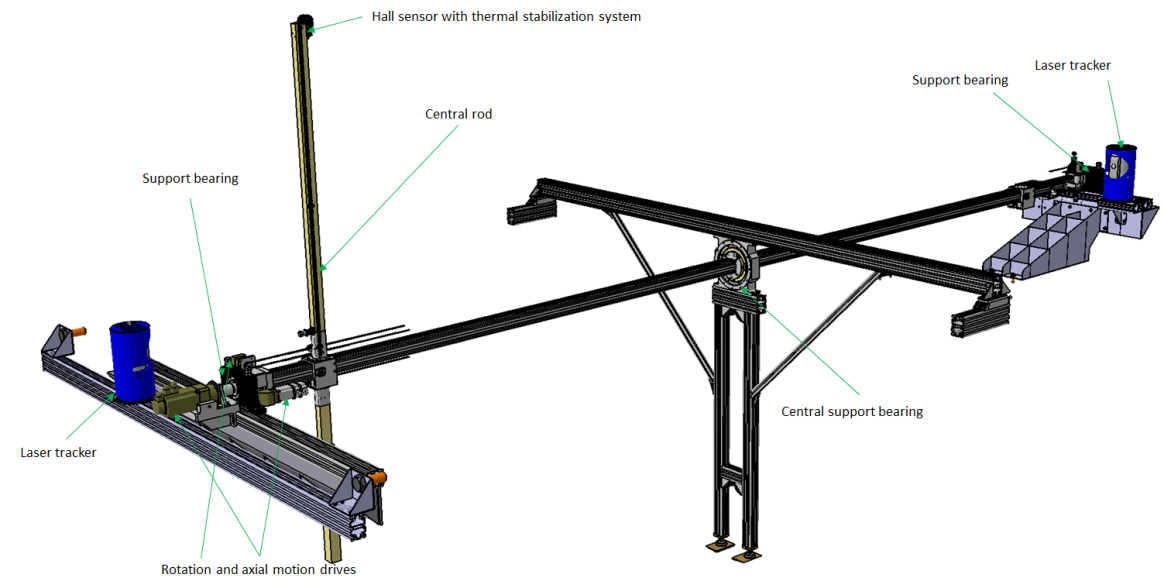 Hall sensor with thermal stabilization system
Laser tracker
Support bearing
Central rod
Support bearing
Central support bearing
Laser tracker
Rotation and axial motion drives